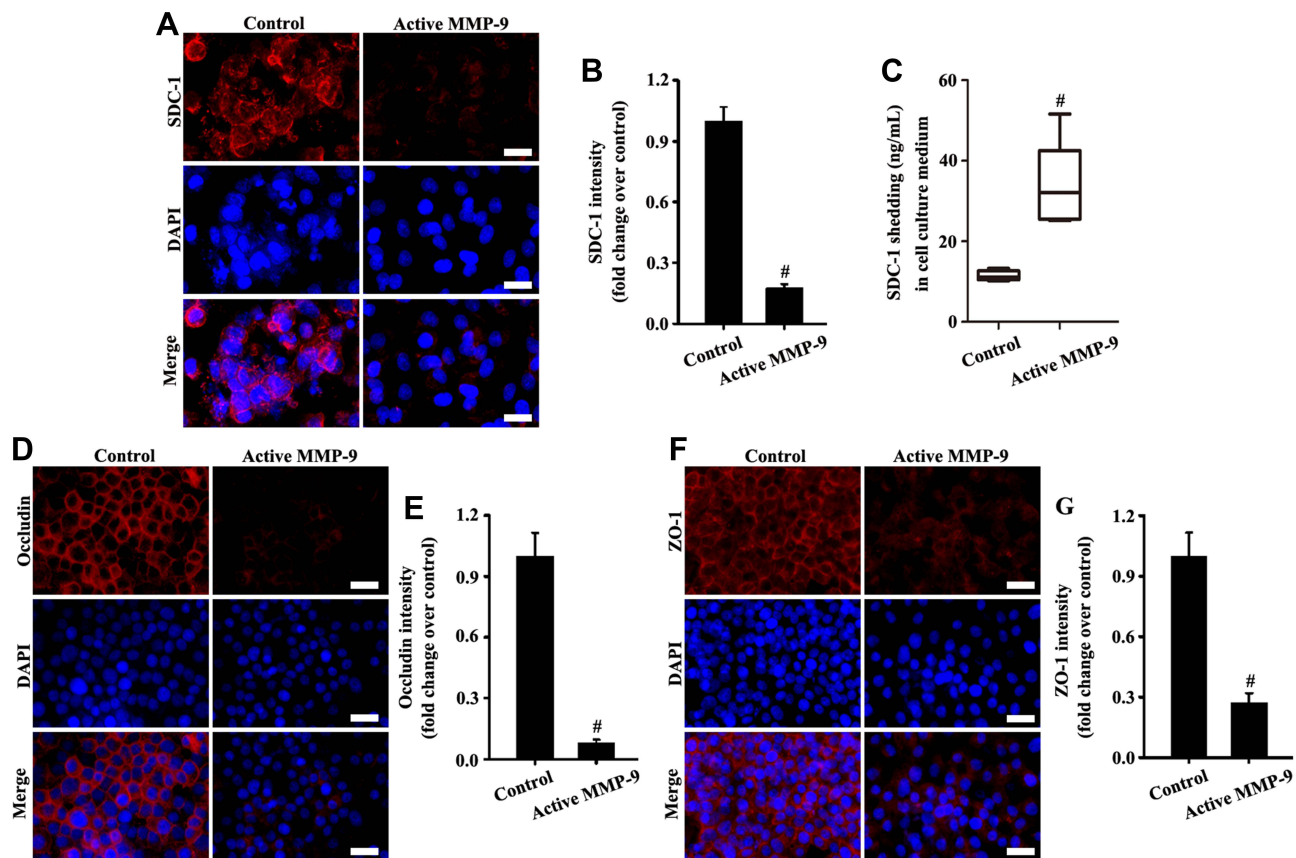 A
Control
Active MMP-9
SDC-1
DAPI
Merge
B
SDC-1 intensity
(fold change over control)
1.2
0.9
0.6
0.3
0.0
#
Control
Active MMP-9
C
SDC-1 shedding (ng/mL)
in cell culture medium
60
40
20
0
#
Control
Active MMP-9
D
Control
Active MMP-9
Occludin
DAPI
Merge
E
Occludin intensity
(fold change over control)
1.2
0.9
0.6
0.3
0.0
#
Control
Active MMP-9
F
Control
Active MMP-9
ZO-1
DAPI
Merge
G
ZO-1 intensity
(fold change over control)
1.2
0.9
0.6
0.3
0.0
#
Control
Active MMP-9